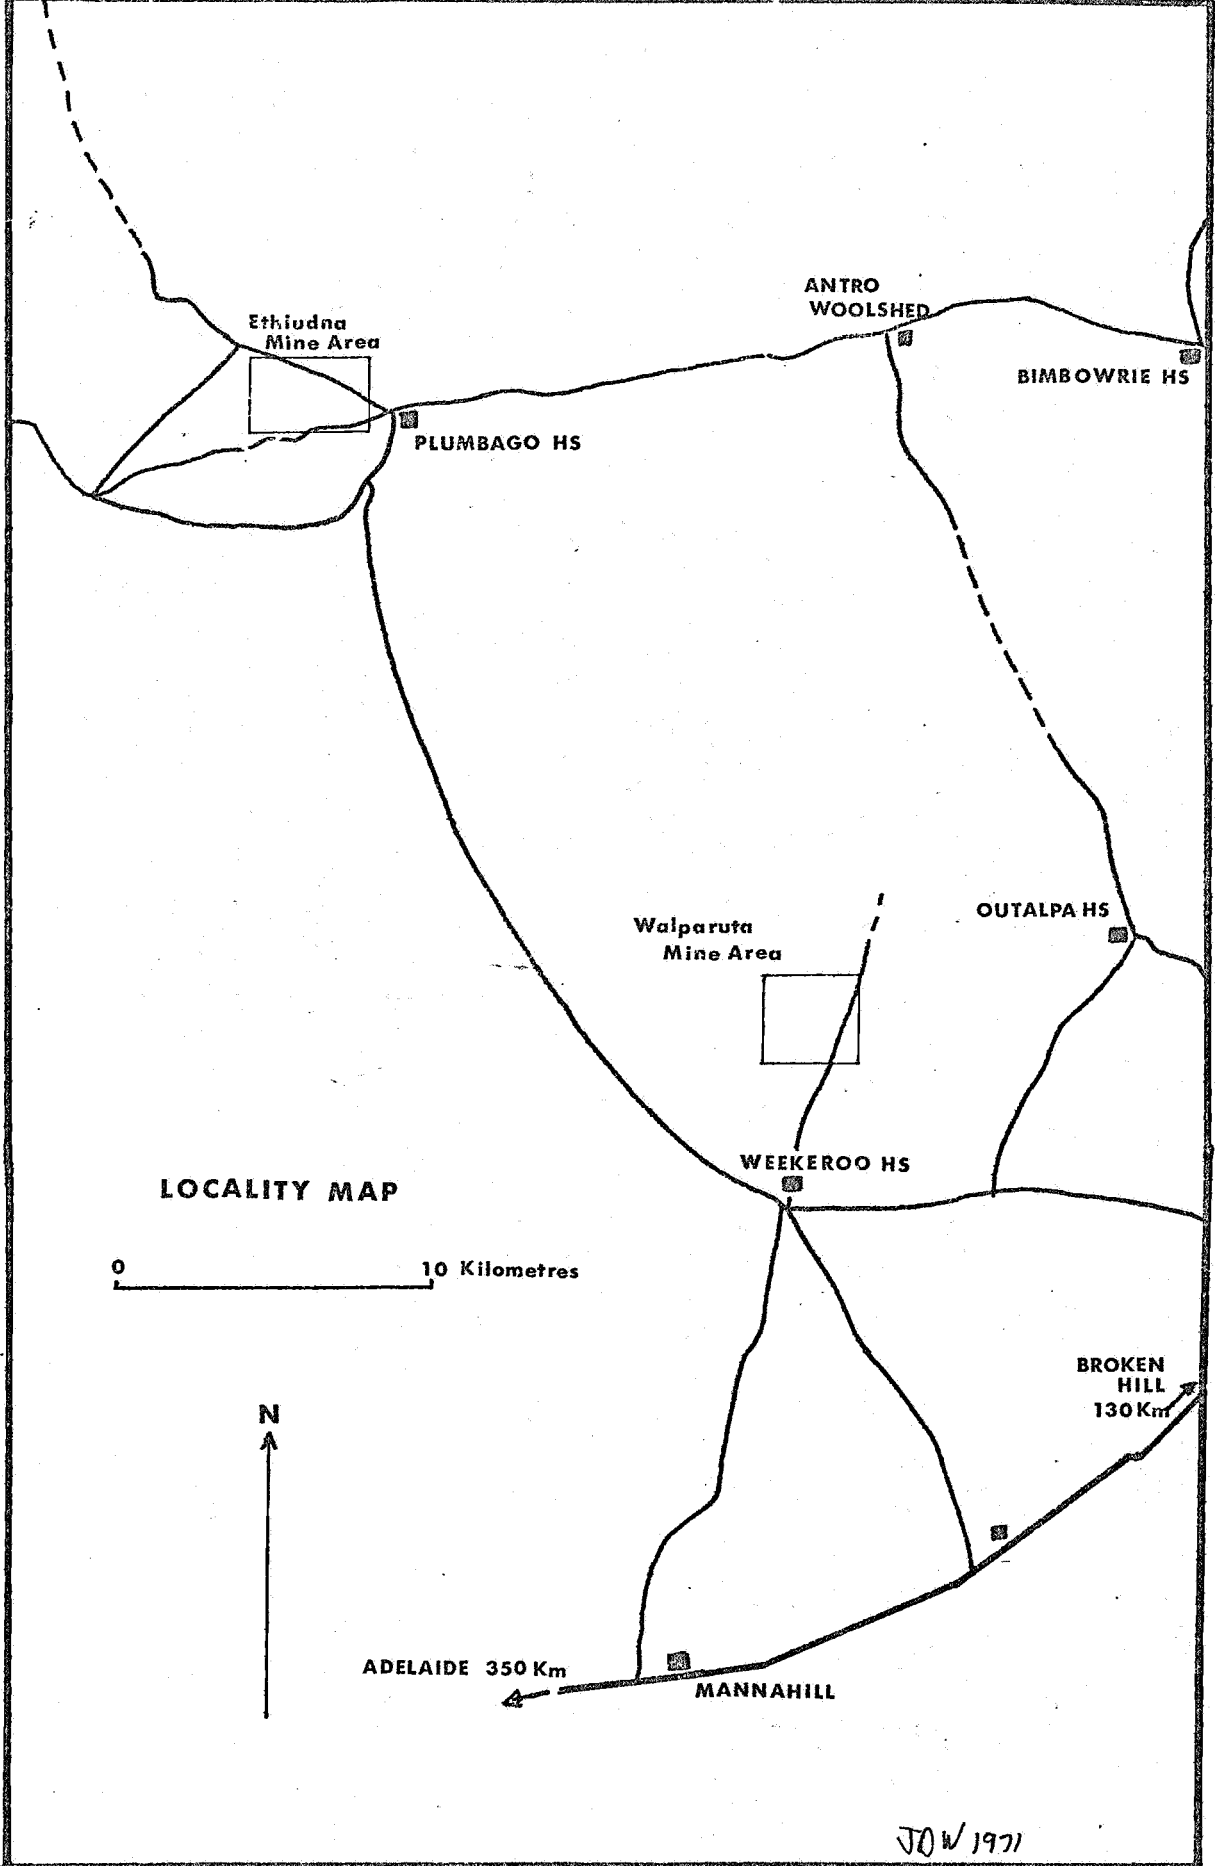 ANTRO
WOOLSHED
Ethiudna
Mine Area
BIMBOWRIE HS
PLUMBAGO HS
OUTALPA HS
Walparuta
Mine Area
WEEKEROO HS
LOCALITY MAP
0 10 Kilometres
BROKEN
HILL
130 Km
N
ADELAIDE 350 Km
MANNAHILL
JDW 1971